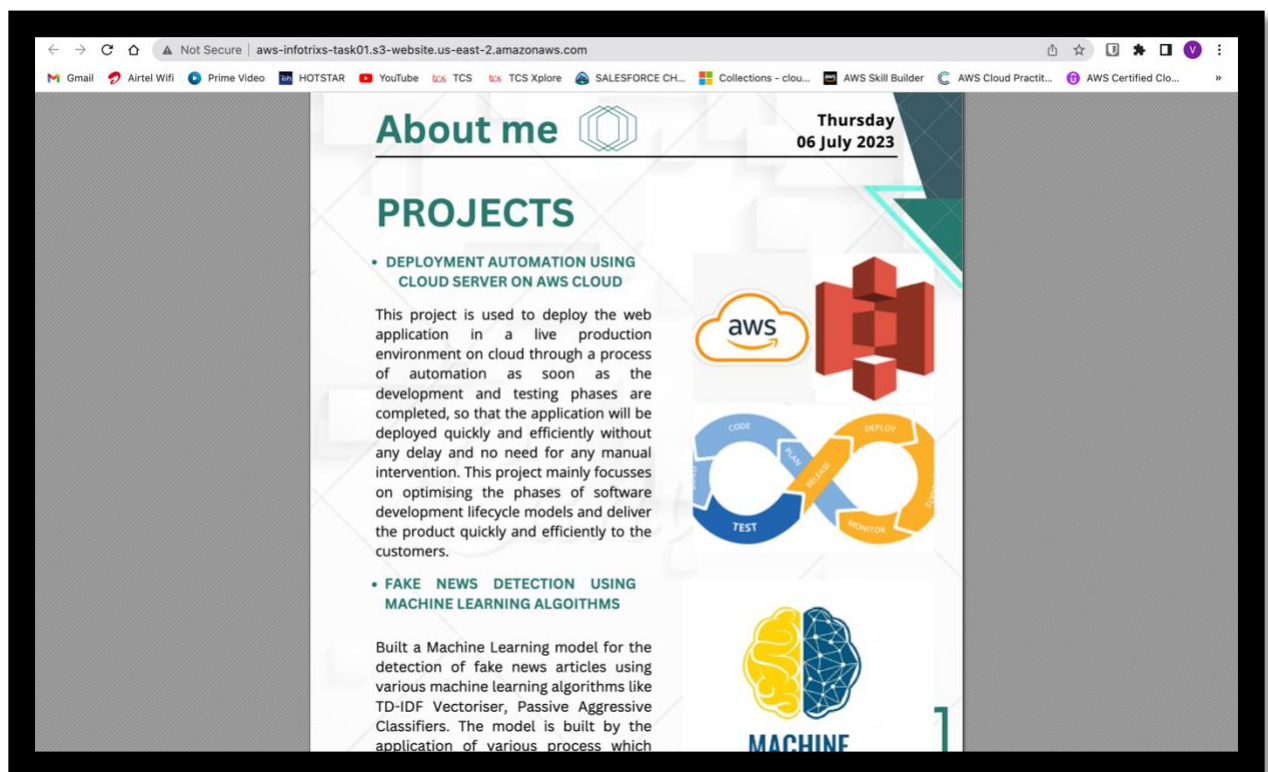 Not Secure
aws-infotrixs-task01.s3-website.us-east-2.amazonaws.com
V
Gmail
Airtel Wifi
Prime Video
HOTSTAR
YouTube
tcs TCS
tcs TCS Xplore
SALESFORCE CH...
Collections - clou...
AWS Skill Builder
AWS Cloud Practit...
AWS Certified Clo...
»
About me
Thursday
06 July 2023
PROJECTS
• DEPLOYMENT AUTOMATION USING
CLOUD SERVER ON AWS CLOUD
This project is used to deploy the web
application in a live production
environment on cloud through a process
of automation as soon as the
development and testing phases are
completed, so that the application will be
deployed quickly and efficiently without
any delay and no need for any manual
intervention. This project mainly focusses
on optimising the phases of software
development lifecycle models and deliver
the product quickly and efficiently to the
customers.
aws
CODE
PLAN
RELEASE
DEPLOY
MONITOR
TEST
• FAKE NEWS DETECTION USING
MACHINE LEARNING ALGOITHMS
Built a Machine Learning model for the
detection of fake news articles using
various machine learning algorithms like
TD-IDF Vectoriser, Passive Aggressive
Classifiers. The model is built by the
application of various process which
MACHINE
1